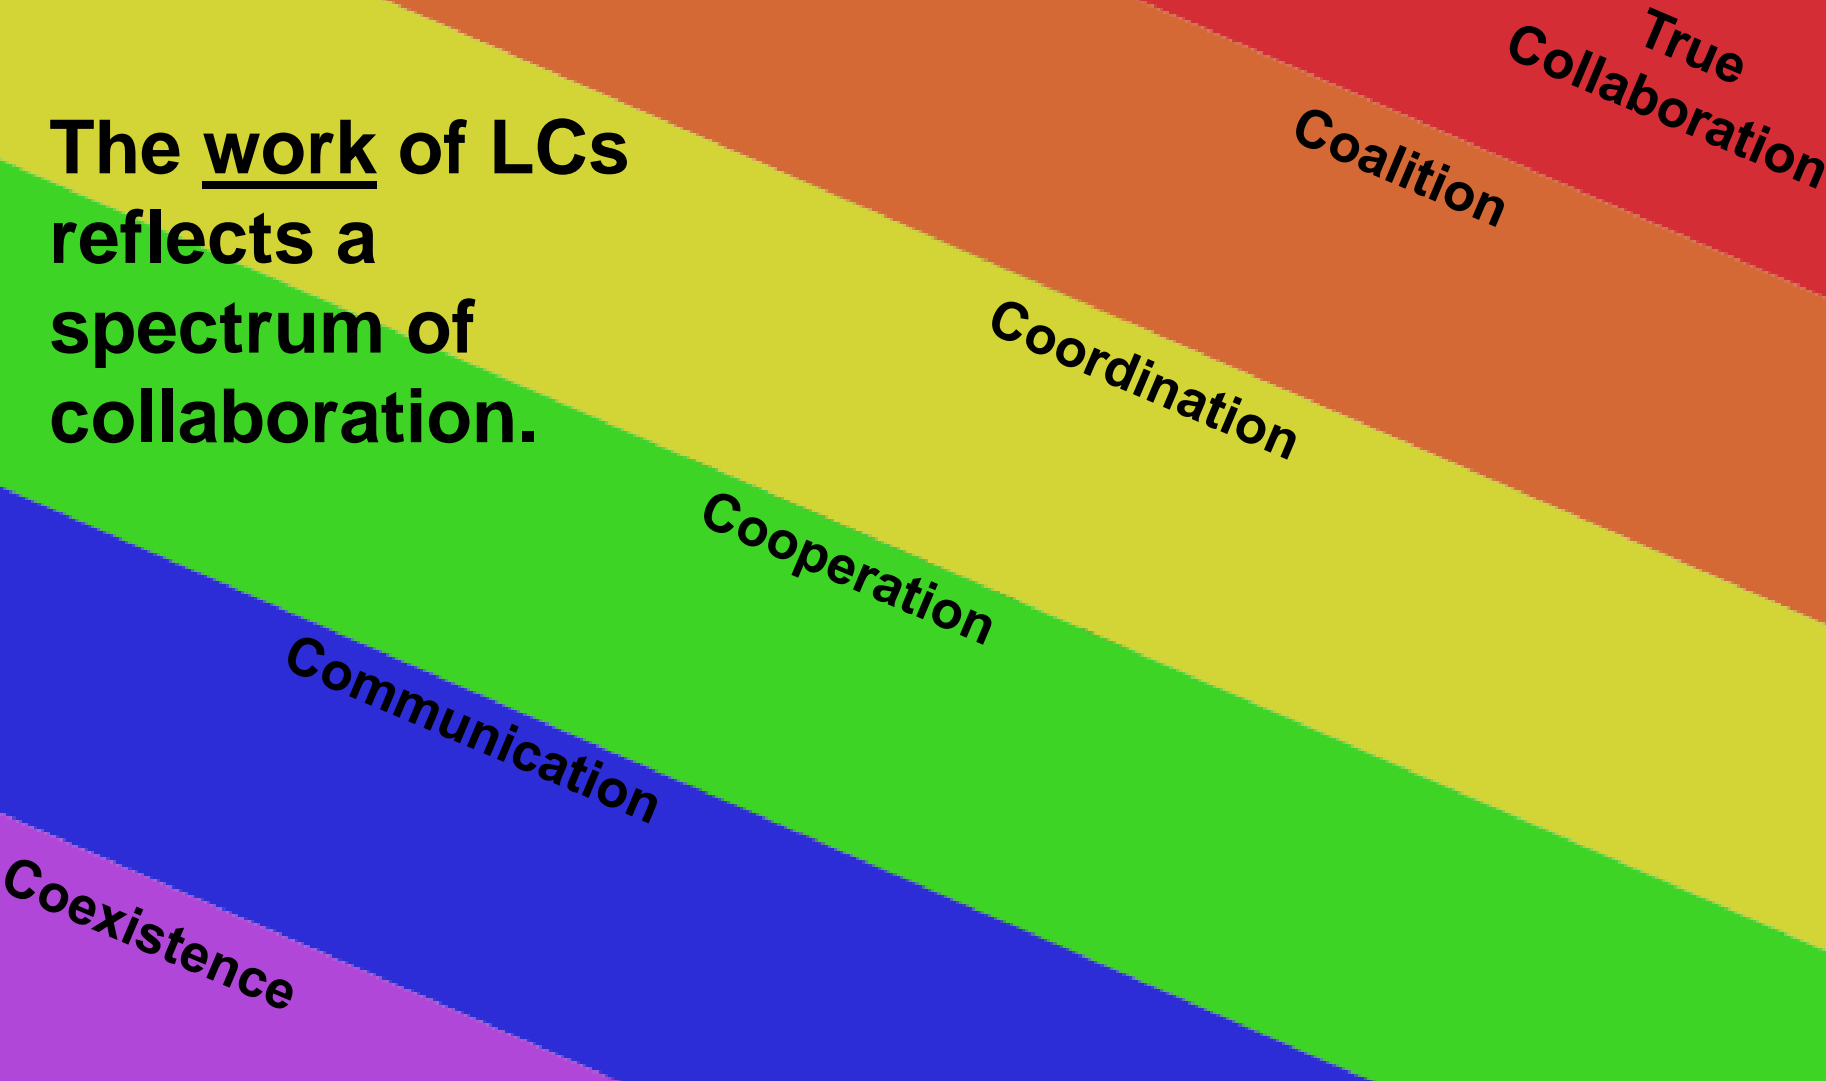 The work of LCs
reflects a
spectrum of
collaboration.
True
Collaboration
Coalition
Coordination
Cooperation
Communication
Coexistence